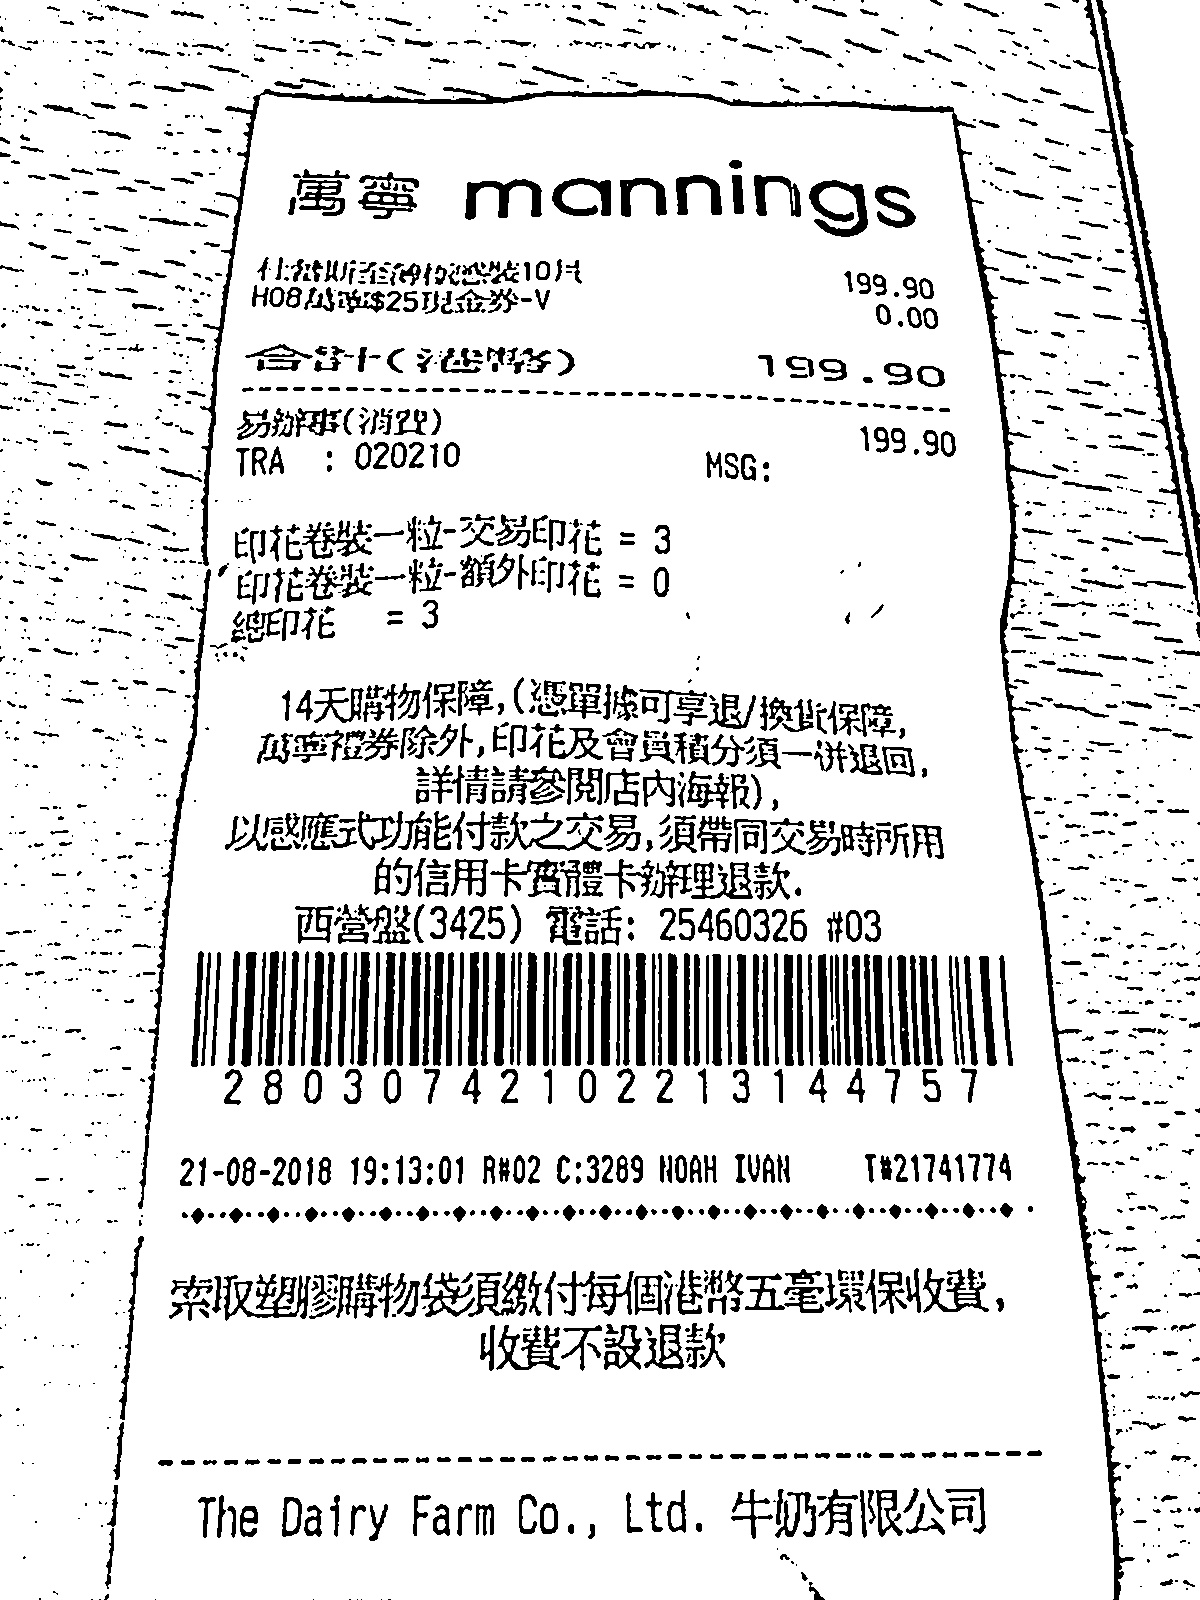 萬寧 mannings
杜蕾斯至薄快感裝10片 199.90
H08萬寧$25現金券-V 0.00
合計(港幣) 199.90
易辦事(消費) 199.90
TRA : 020210 MSG:
印花卷裝一粒-交易印花 = 3
印花卷裝一粒-額外印花 = 0
總印花 = 3
14天購物保障,(憑單據可享退/換貨保障,
萬寧禮券除外,印花及會員積分須一併退回,
詳情請參閱店內海報),
以感應式功能付款之交易,須帶同交易時所用
的信用卡實體卡辦理退款.
西營盤(3425) 電話: 25460326 #03
28030742102213144757
21-08-2018 19:13:01 R#02 C:3289 NOAH IVAN T#21741774
索取塑膠購物袋須繳付每個港幣五毫環保收費,
收費不設退款
The Dairy Farm Co., Ltd. 牛奶有限公司